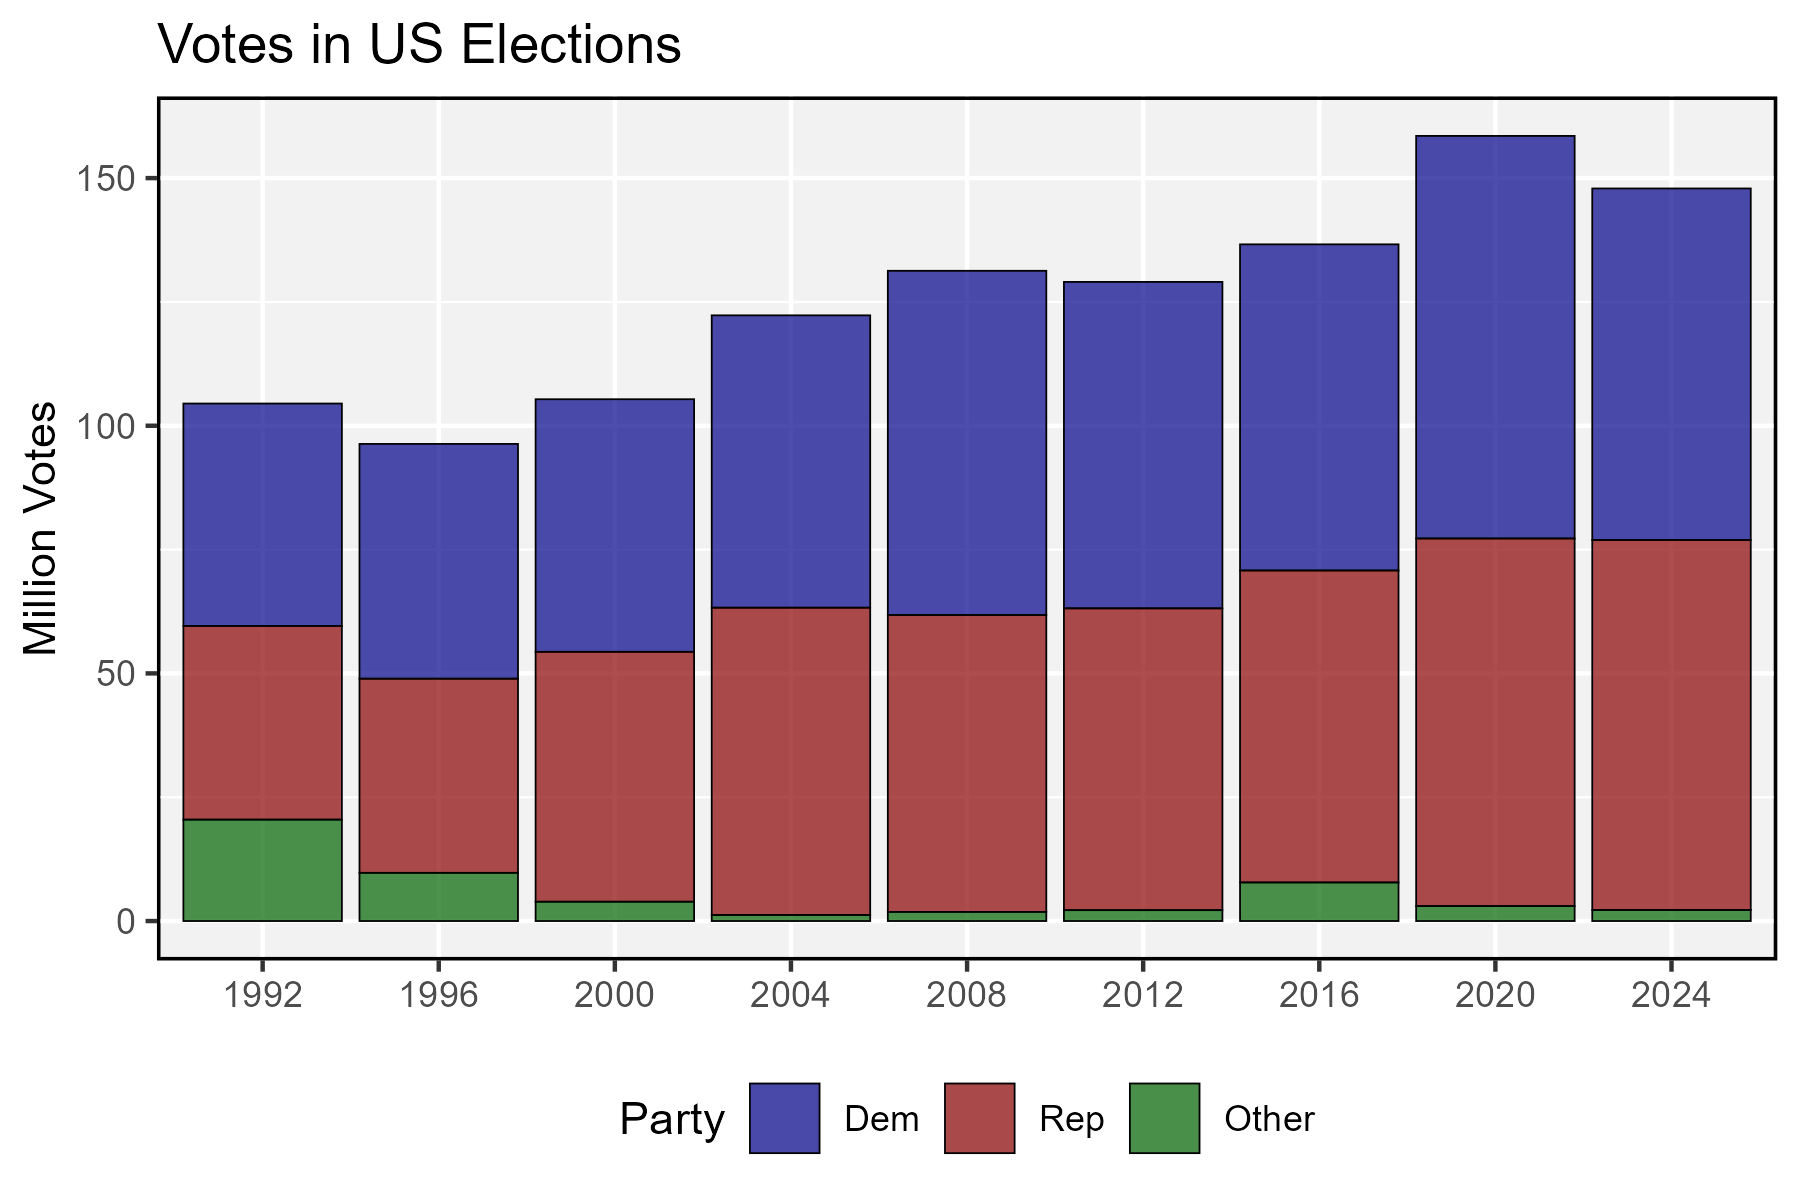 Votes in US Elections
Million Votes
150
100
50
0
1992 1996 2000 2004 2008 2012 2016 2020 2024
Party Dem Rep Other